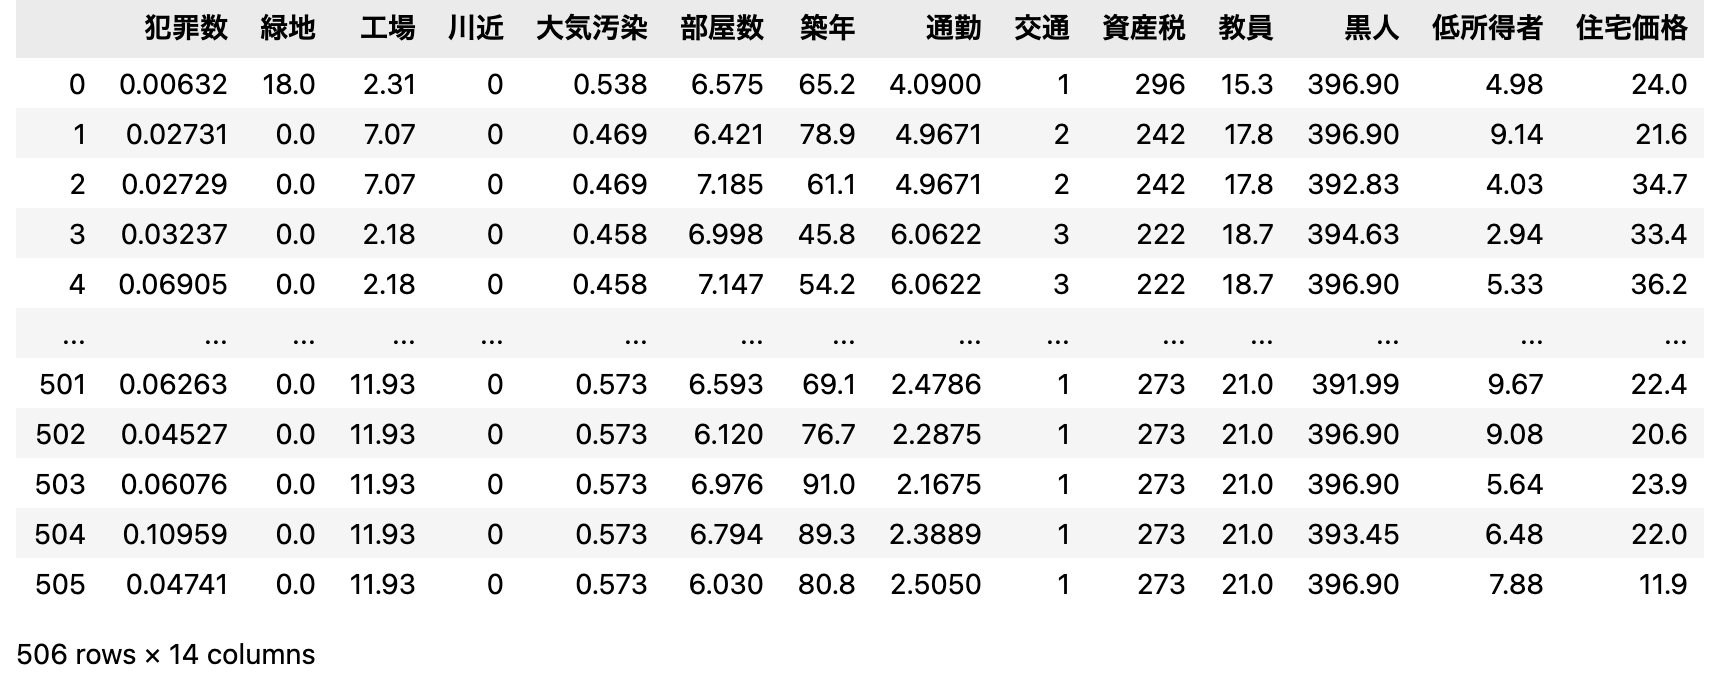 犯罪数 緑地 工場 川近 大気汚染 部屋数 築年 通勤 交通 資産税 教員 黒人 低所得者 住宅価格
0 0.00632 18.0 2.31 0 0.538 6.575 65.2 4.0900 1 296 15.3 396.90 4.98 24.0
1 0.02731 0.0 7.07 0 0.469 6.421 78.9 4.9671 2 242 17.8 396.90 9.14 21.6
2 0.02729 0.0 7.07 0 0.469 7.185 61.1 4.9671 2 242 17.8 392.83 4.03 34.7
3 0.03237 0.0 2.18 0 0.458 6.998 45.8 6.0622 3 222 18.7 394.63 2.94 33.4
4 0.06905 0.0 2.18 0 0.458 7.147 54.2 6.0622 3 222 18.7 396.90 5.33 36.2
... ... ... ... ... ... ... ... ... ... ... ... ... ... ...
501 0.06263 0.0 11.93 0 0.573 6.593 69.1 2.4786 1 273 21.0 391.99 9.67 22.4
502 0.04527 0.0 11.93 0 0.573 6.120 76.7 2.2875 1 273 21.0 396.90 9.08 20.6
503 0.06076 0.0 11.93 0 0.573 6.976 91.0 2.1675 1 273 21.0 396.90 5.64 23.9
504 0.10959 0.0 11.93 0 0.573 6.794 89.3 2.3889 1 273 21.0 393.45 6.48 22.0
505 0.04741 0.0 11.93 0 0.573 6.030 80.8 2.5050 1 273 21.0 396.90 7.88 11.9
506 rows × 14 columns